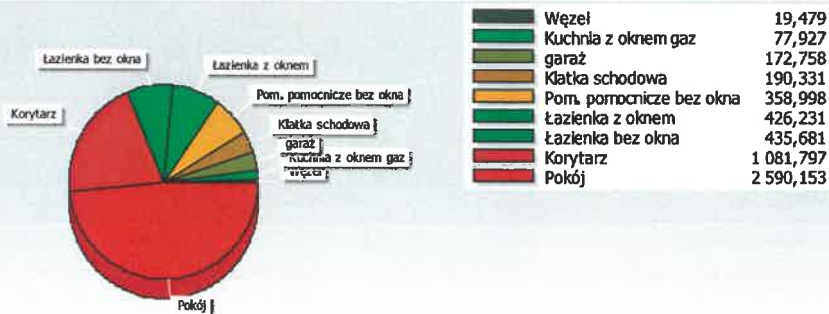 Łazienka bez okna
Łazienka z oknem
Pom. pomocnicze bez okna
Korytarz
Klatka schodowa
garaż
Kuchnia z oknem gaz
Węzeł
Pokój
Węzeł 19,479
Kuchnia z oknem gaz 77,927
garaż 172,758
Klatka schodowa 190,331
Pom. pomocnicze bez okna 358,998
Łazienka z oknem 426,231
Łazienka bez okna 435,681
Korytarz 1 081,797
Pokój 2 590,153